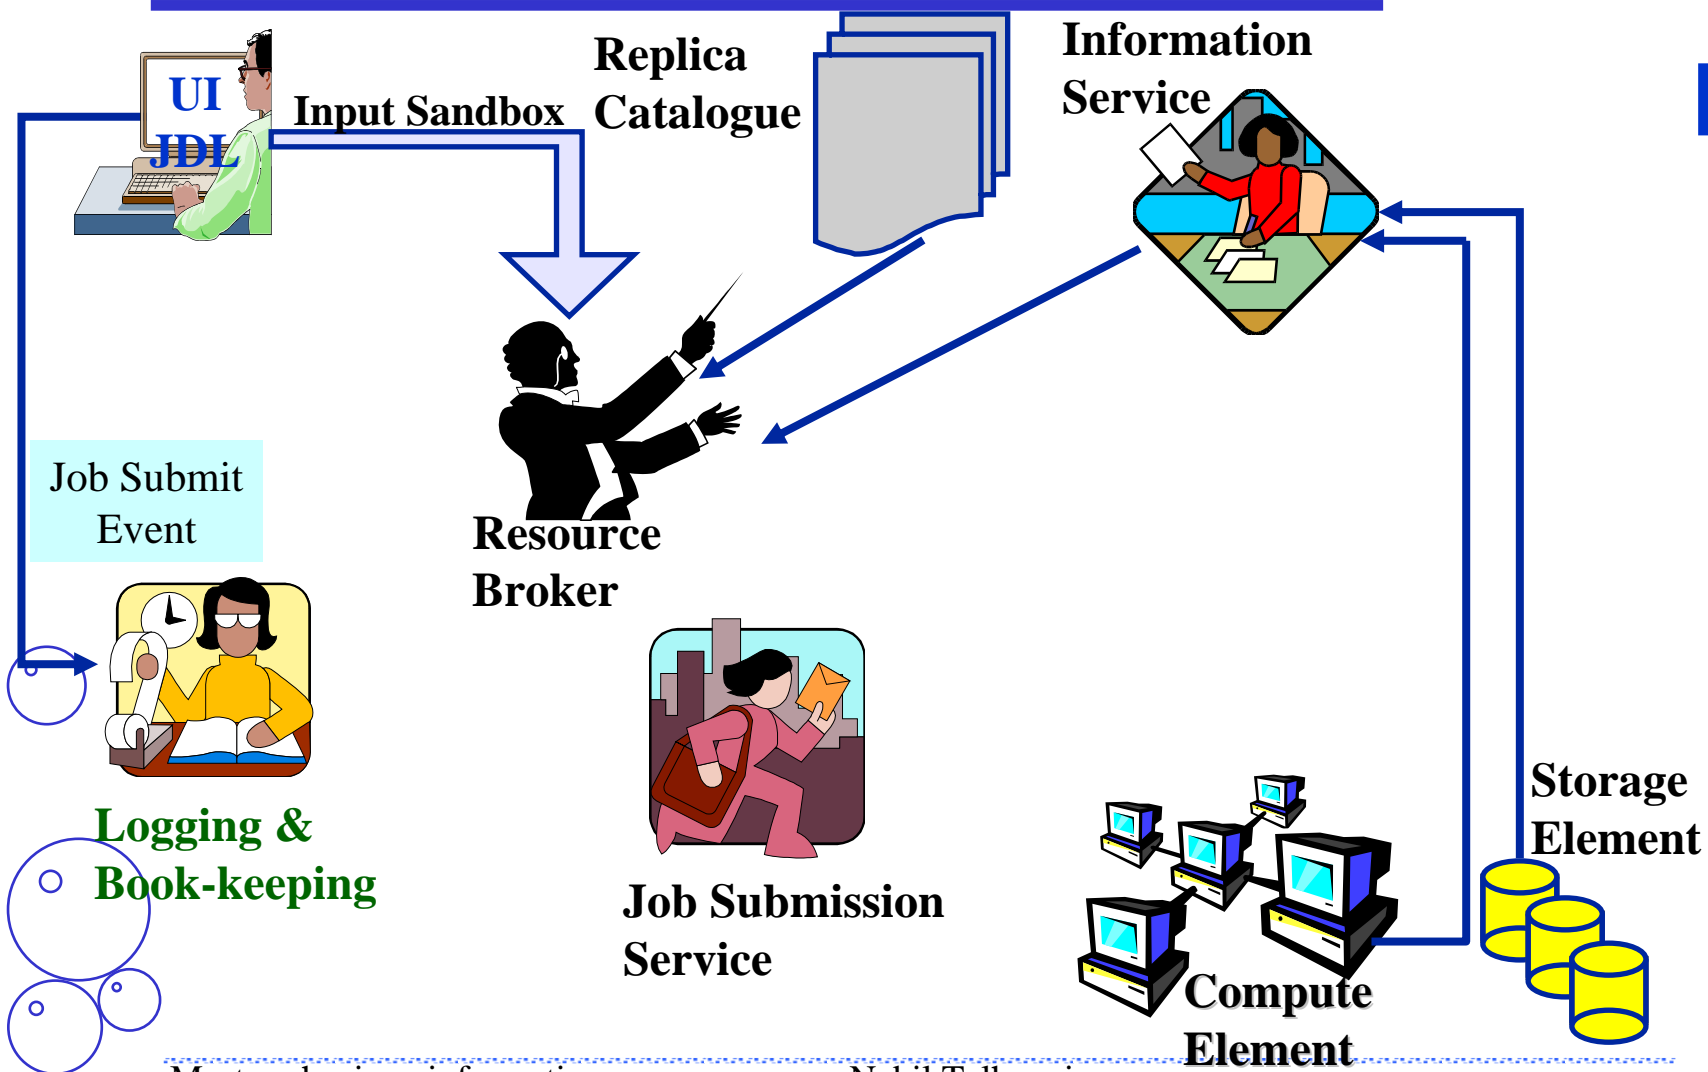 UI
JDL
Input Sandbox
Replica
Catalogue
Information
Service
Job Submit
Event
Resource
Broker
Logging &
Book-keeping
Job Submission
Service
Storage
Element
Compute
Element